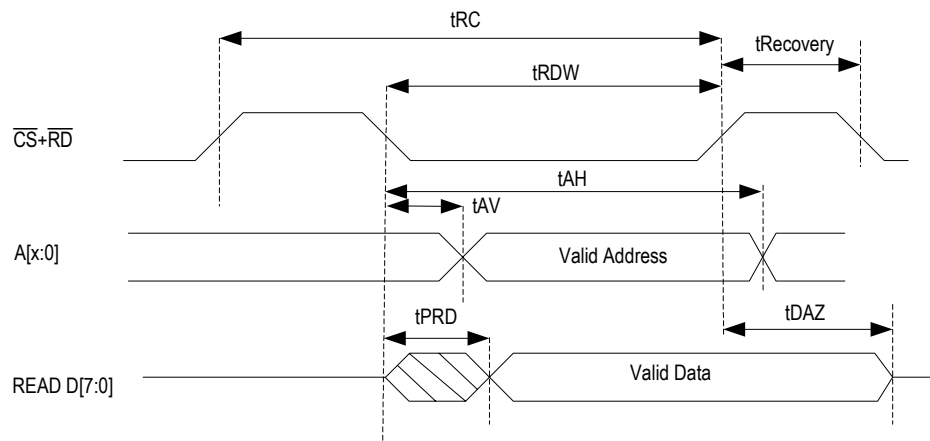 tRC
tRecovery
tRDW
CS+RD
tAH
tAV
A[x:0]
Valid Address
tPRD
tDAZ
READ D[7:0]
Valid Data